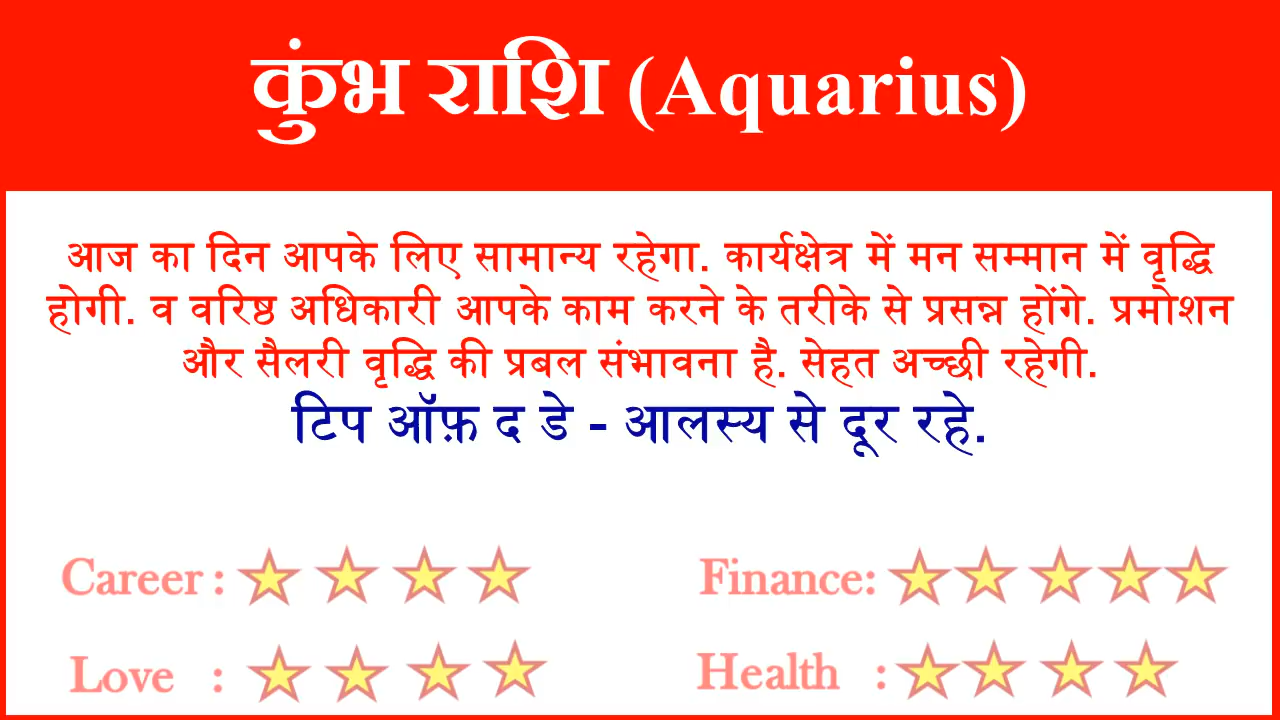 कुंभ राशि (Aquarius)
आज का दिन आपके लिए सामान्य रहेगा. कार्यक्षेत्र में मन सम्मान में वृद्धि
होगी. व वरिष्ठ अधिकारी आपके काम करने के तरीके से प्रसन्न होंगे. प्रमोशन
और सैलरी वृद्धि की प्रबल संभावना है. सेहत अच्छी रहेगी.
टिप ऑफ़ द डे - आलस्य से दूर रहे.
Career :
Finance:
Love :
Health :